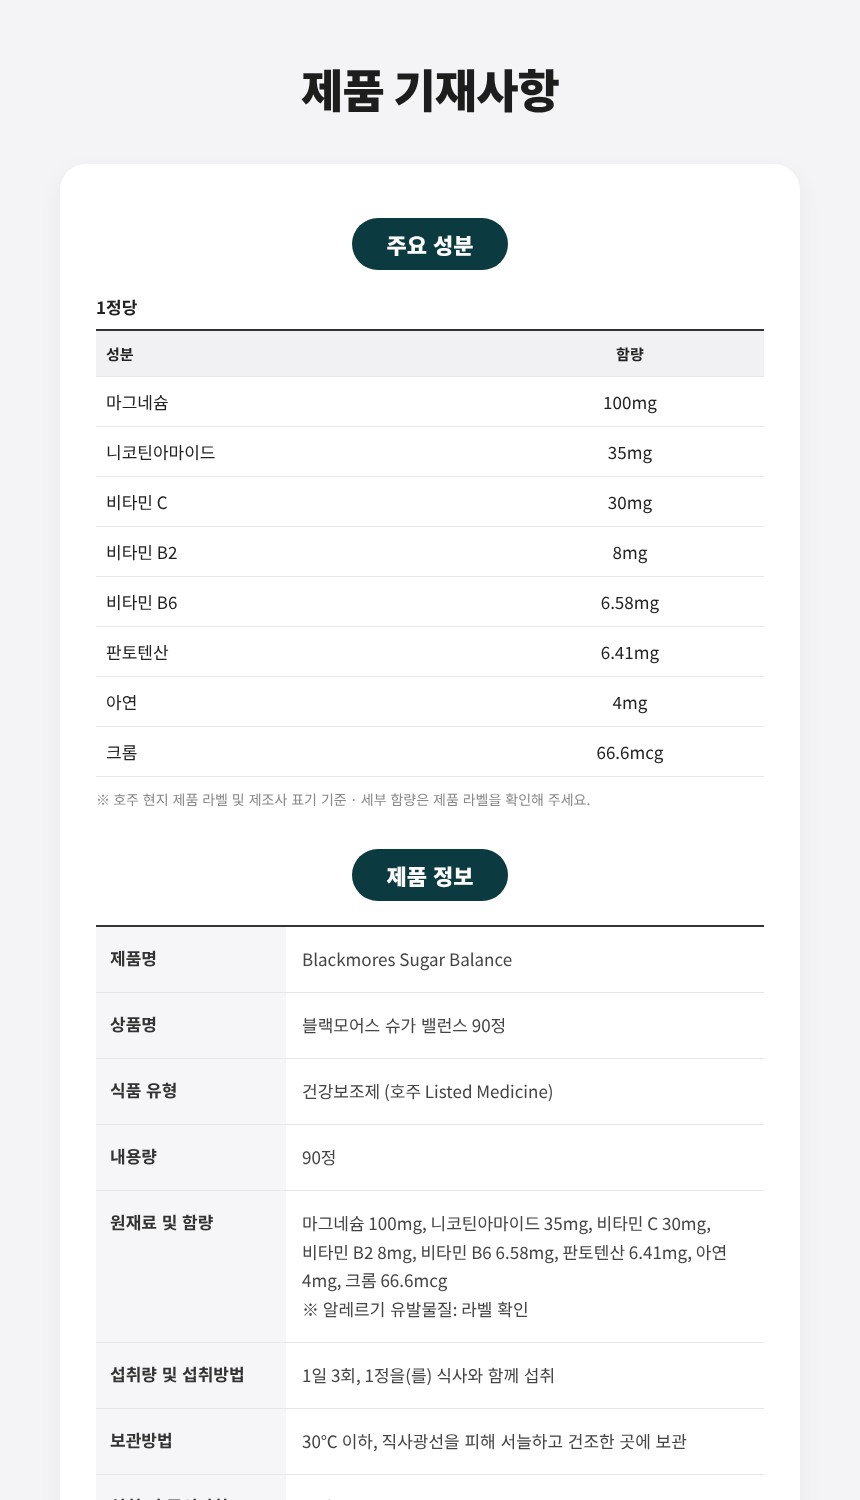 제품 기재사항
주요 성분
1정당
성분 함량
마그네슘 100mg
니코틴아마이드 35mg
비타민 C 30mg
비타민 B2 8mg
비타민 B6 6.58mg
판토텐산 6.41mg
아연 4mg
크롬 66.6mcg
※ 호주 현지 제품 라벨 및 제조사 표기 기준 · 세부 함량은 제품 라벨을 확인해 주세요.
제품 정보
제품명 Blackmores Sugar Balance
상품명 블랙모어스 슈가 밸런스 90정
식품 유형 건강보조제 (호주 Listed Medicine)
내용량 90정
원재료 및 함량 마그네슘 100mg, 니코틴아마이드 35mg, 비타민 C 30mg,
비타민 B2 8mg, 비타민 B6 6.58mg, 판토텐산 6.41mg, 아연
4mg, 크롬 66.6mcg
※ 알레르기 유발물질: 라벨 확인
섭취량 및 섭취방법 1일 3회, 1정을(를) 식사와 함께 섭취
보관방법 30°C 이하, 직사광선을 피해 서늘하고 건조한 곳에 보관